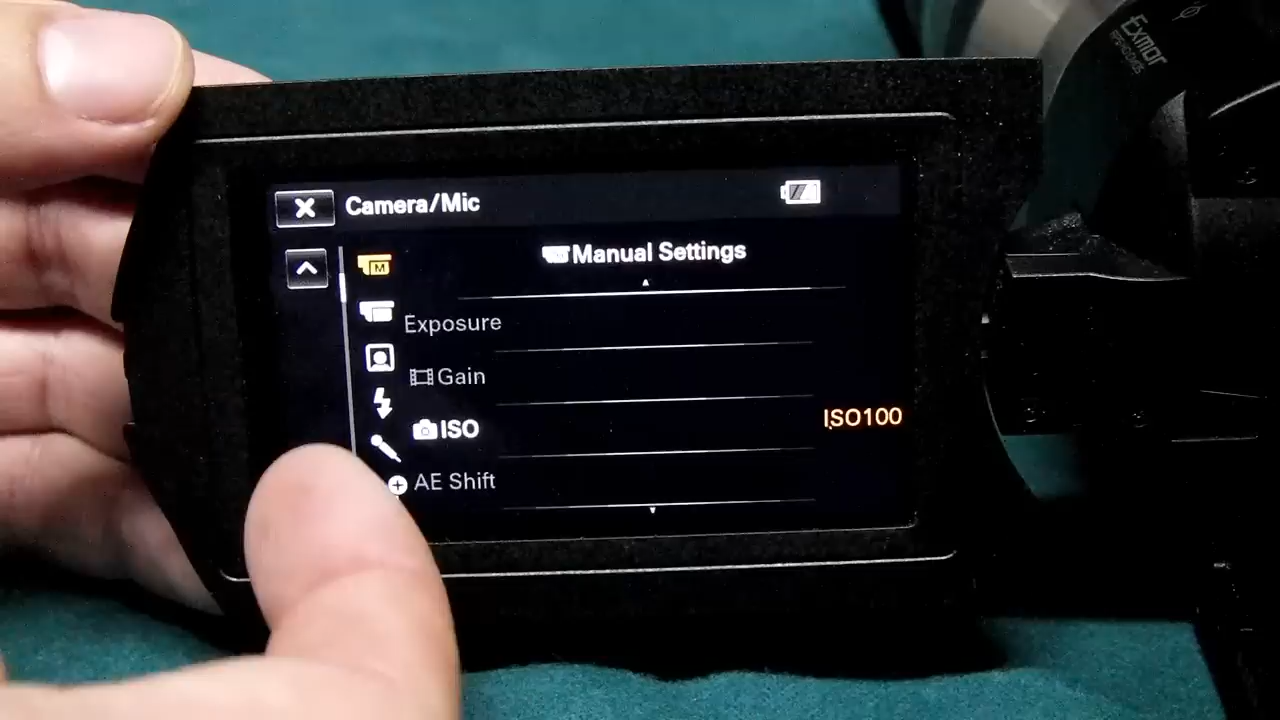 Exmor
Camera/Mic
Manual Settings
Exposure
Gain
ISO
ISO100
AE Shift